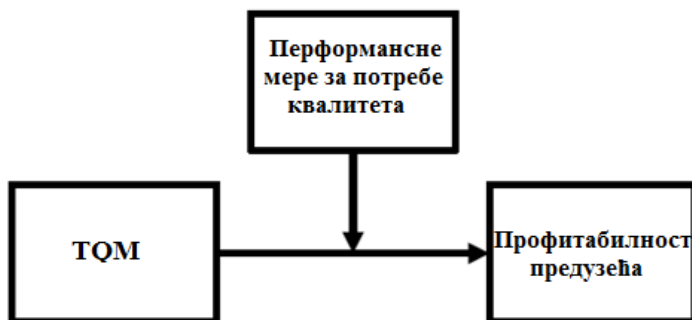 Перформансне
мере за потребе
квалитета
TQM
Профитабилност
предузећа